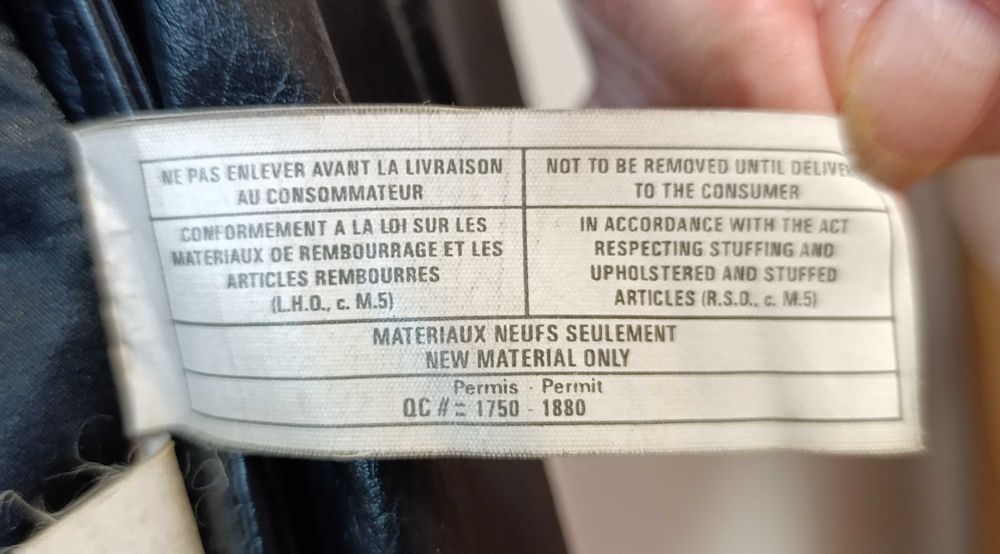 NE PAS ENLEVER AVANT LA LIVRAISON
AU CONSOMMATEUR
NOT TO BE REMOVED UNTIL
TO THE CONSUMER
CONFORMEMENT A LA LOI SUR LES
MATERIAUX DE REMBOURRAGE ET LES
ARTICLES REMBOURRES
(L.H.O., c. M.5)
IN ACCORDANCE WITH THE ACT
RESPECTING STUFFING AND
UPHOLSTERED AND STUFFED
ARTICLES (R.S.O., c. M.5)
MATERIAUX NEUFS SEULEMENT
NEW MATERIAL ONLY
Permis - Permit
QC # = 1750 - 1880